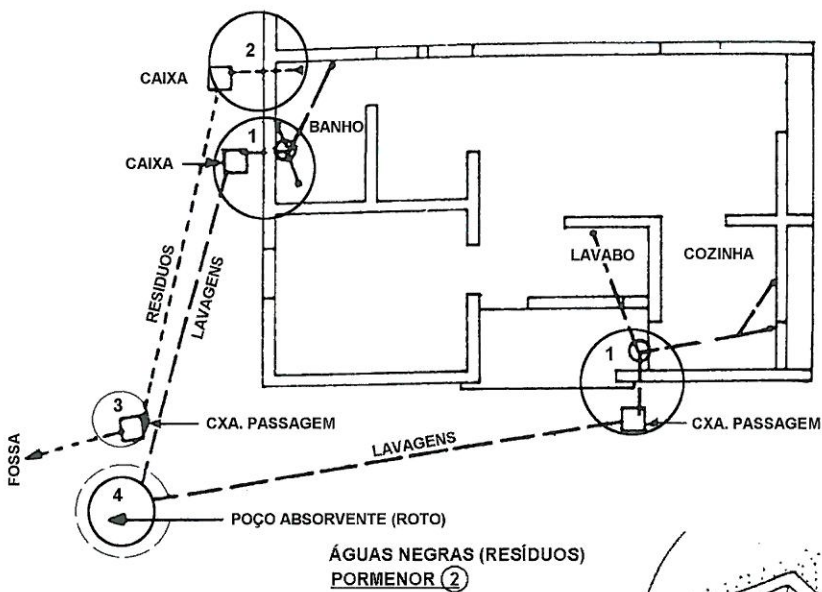 2
CAIXA
1
BANHO
CAIXA
RESIDUOS
LAVAGENS
LAVABO
COZINHA
1
3
CXA. PASSAGEM
FOSSA
LAVAGENS
CXA. PASSAGEM
4
POÇO ABSORVENTE (ROTO)
ÁGUAS NEGRAS (RESÍDUOS)
PORMENOR 2